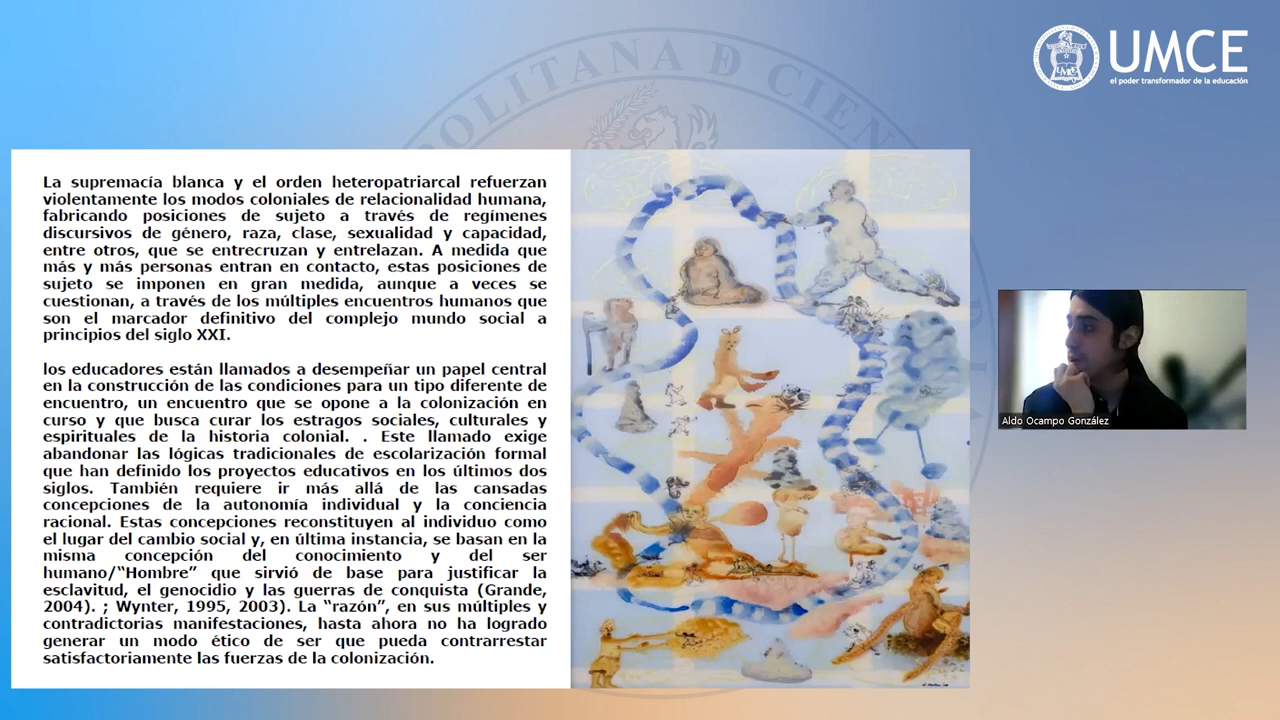 UMCE
el poder transformador de la educación
OLITANA Đ CIEN
La supremacía blanca y el orden heteropatriarcal refuerzan
violentamente los modos coloniales de relacionalidad humana,
fabricando posiciones de sujeto a través de regímenes
discursivos de género, raza, clase, sexualidad y capacidad,
entre otros, que se entrecruzan y entrelazan. A medida que
más y más personas entran en contacto, estas posiciones de
sujeto se imponen en gran medida, aunque a veces se
cuestionan, a través de los múltiples encuentros humanos que
son el marcador definitivo del complejo mundo social a
principios del siglo XXI.
los educadores están llamados a desempeñar un papel central
en la construcción de las condiciones para un tipo diferente de
encuentro, un encuentro que se opone a la colonización en
curso y que busca curar los estragos sociales, culturales y
espirituales de la historia colonial. . Este llamado exige
abandonar las lógicas tradicionales de escolarización formal
que han definido los proyectos educativos en los últimos dos
siglos. También requiere ir más allá de las cansadas
concepciones de la autonomía individual y la conciencia
racional. Estas concepciones reconstituyen al individuo como
el lugar del cambio social y, en última instancia, se basan en la
misma concepción del conocimiento y del ser
humano/“Hombre” que sirvió de base para justificar la
esclavitud, el genocidio y las guerras de conquista (Grande,
2004). ; Wynter, 1995, 2003). La “razón”, en sus múltiples y
contradictorias manifestaciones, hasta ahora no ha logrado
generar un modo ético de ser que pueda contrarrestar
satisfactoriamente las fuerzas de la colonización.
Aldo Ocampo González